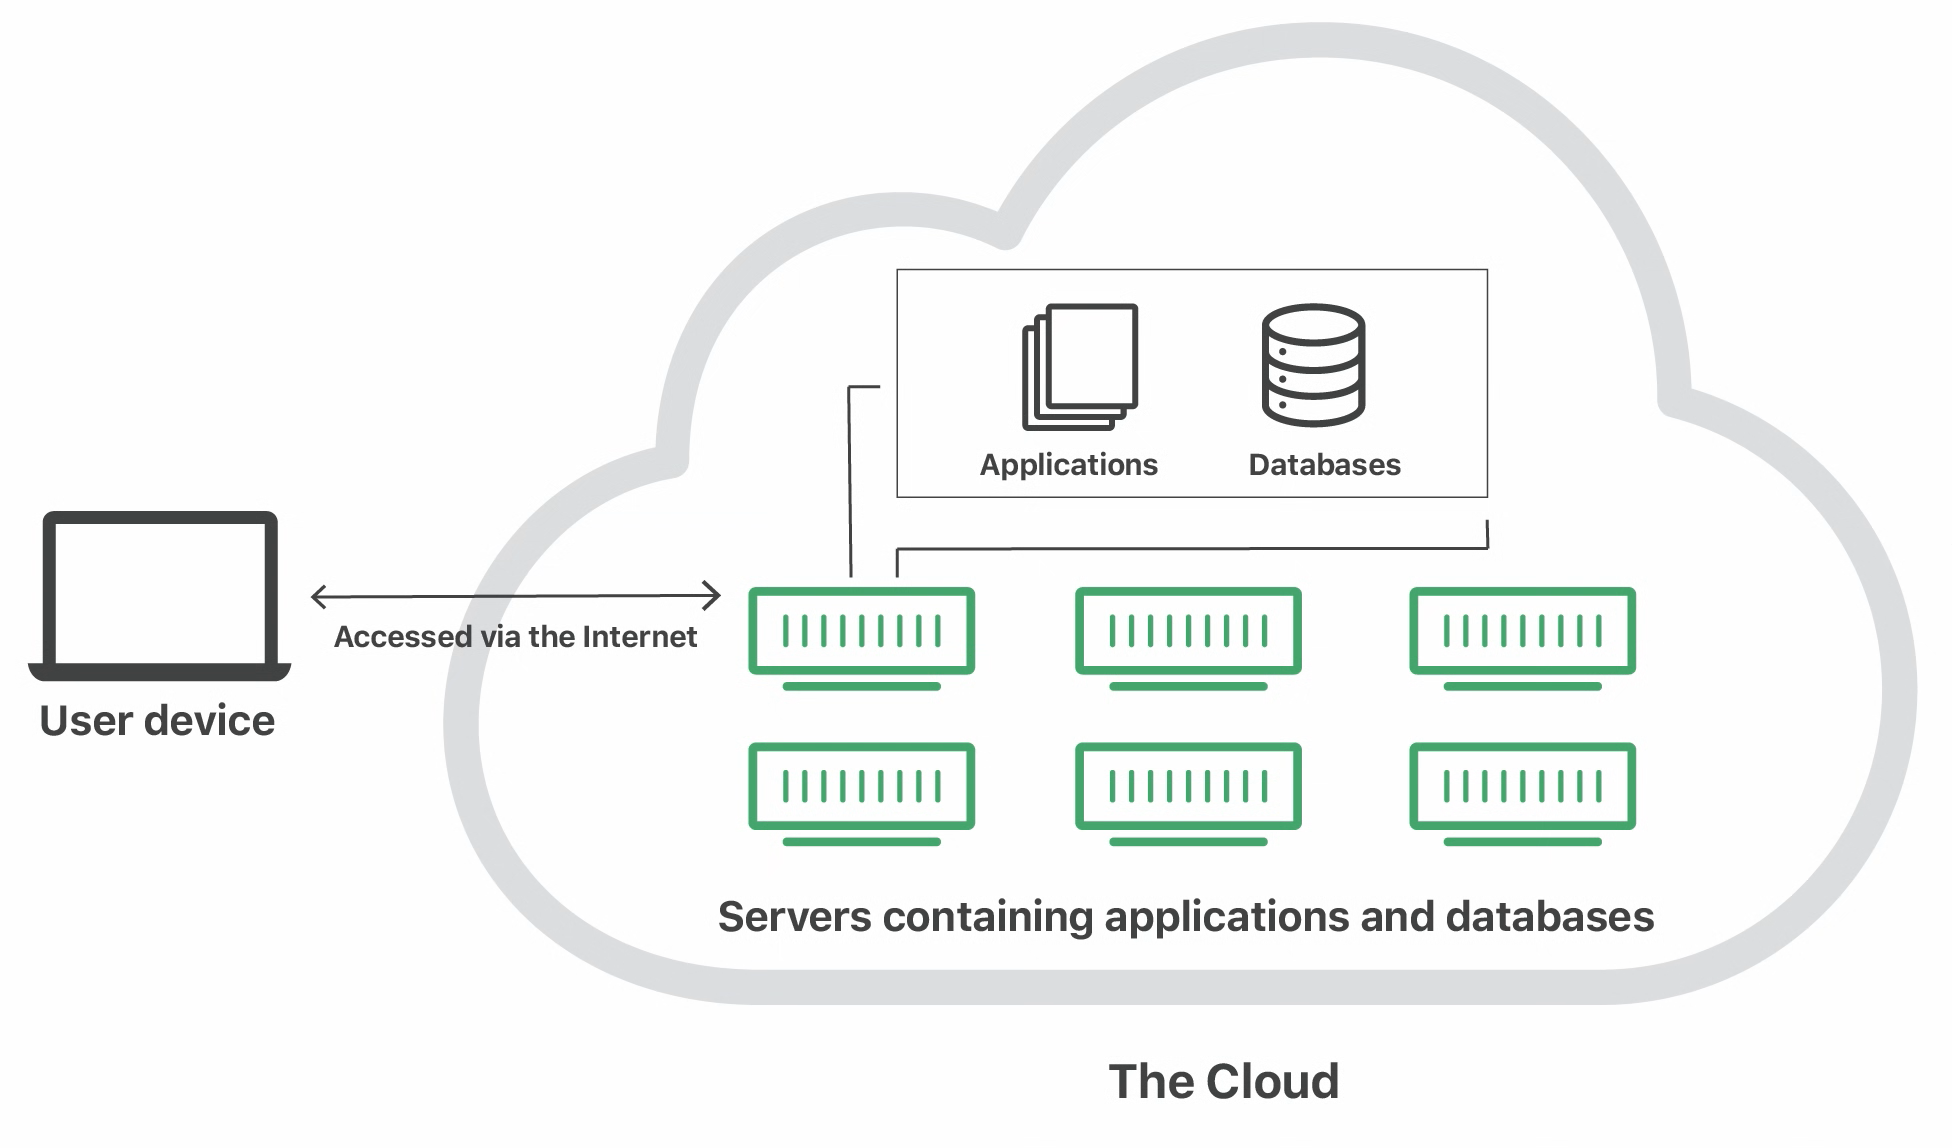 Applications
Databases
Accessed via the Internet
User device
Servers containing applications and databases
The Cloud